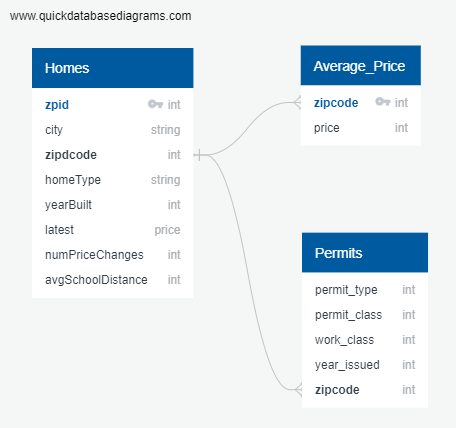 www.quickdatabasediagrams.com
Homes
zpid int
city string
zipdcode int
homeType string
yearBuilt int
latest price
numPriceChanges int
avgSchoolDistance int
Average_Price
zipcode int
price int
Permits
permit_type int
permit_class int
work_class int
year_issued int
zipcode int